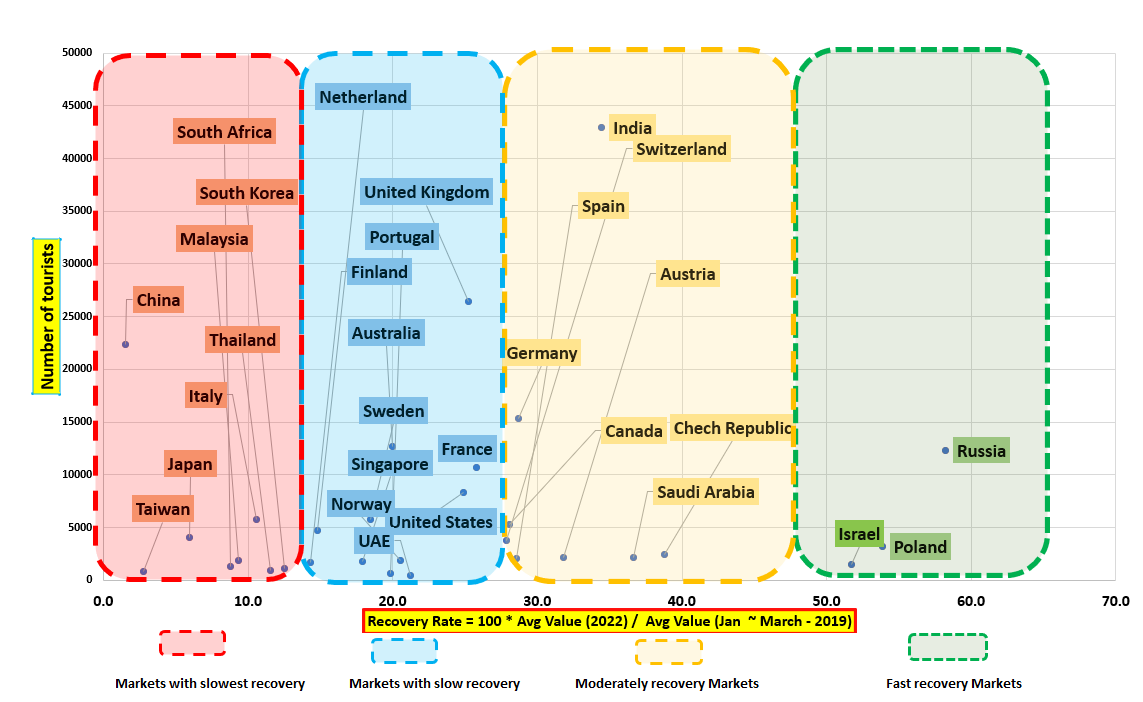 50000
45000
40000
35000
30000
25000
20000
15000
10000
5000
0
Number of tourists
Netherland
South Africa
India
Switzerland
South Korea
United Kingdom
Spain
Malaysia
Portugal
Finland
Austria
China
Thailand
Australia
Germany
Italy
Sweden
Canada
Chech Republic
France
Russia
Japan
Singapore
Saudi Arabia
Taiwan
Norway
United States
UAE
Israel
Poland
0.0 10.0 20.0 30.0 40.0 50.0 60.0 70.0
Recovery Rate = 100 * Avg Value (2022) / Avg Value (Jan ~ March - 2019)
Markets with slowest recovery
Markets with slow recovery
Moderately recovery Markets
Fast recovery Markets